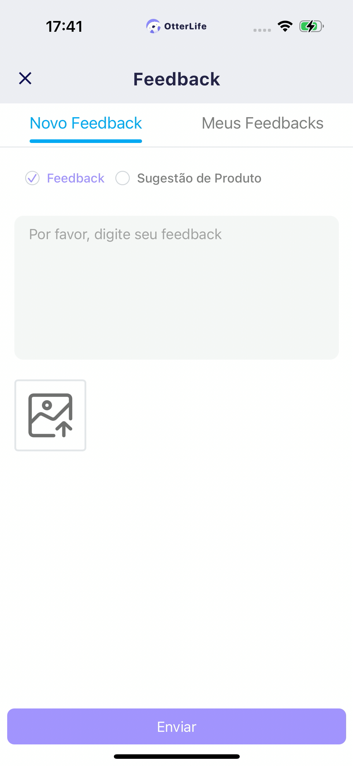 17:41
OtterLife
Feedback
Novo Feedback
Meus Feedbacks
Feedback
Sugestão de Produto
Por favor, digite seu feedback
Enviar